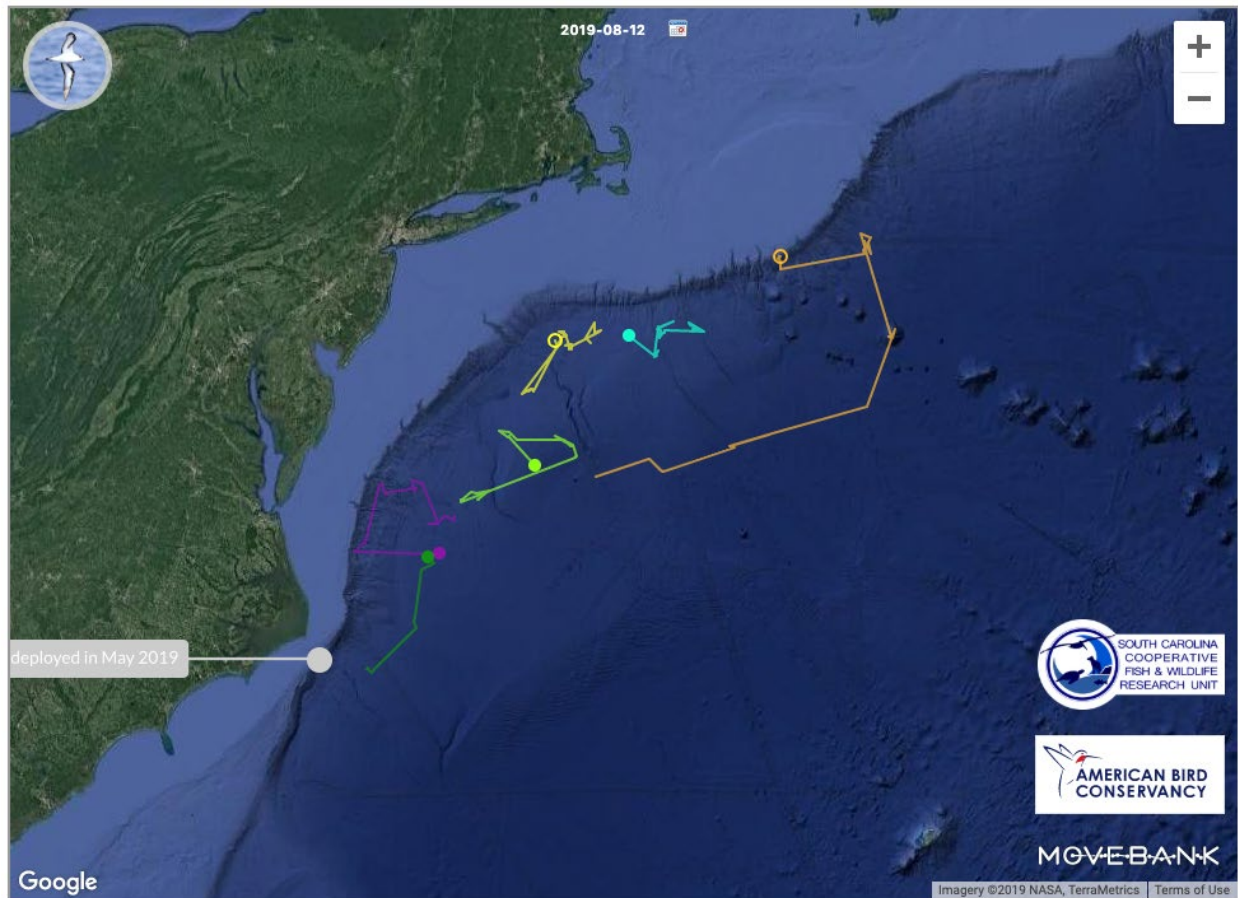 2019-08-12
+
−
deployed in May 2019
SOUTH CAROLINA
COOPERATIVE
FISH & WILDLIFE
RESEARCH UNIT
AMERICAN BIRD
CONSERVANCY
MOVEBANK
Google
Imagery ©2019 NASA, TerraMetrics
Terms of Use